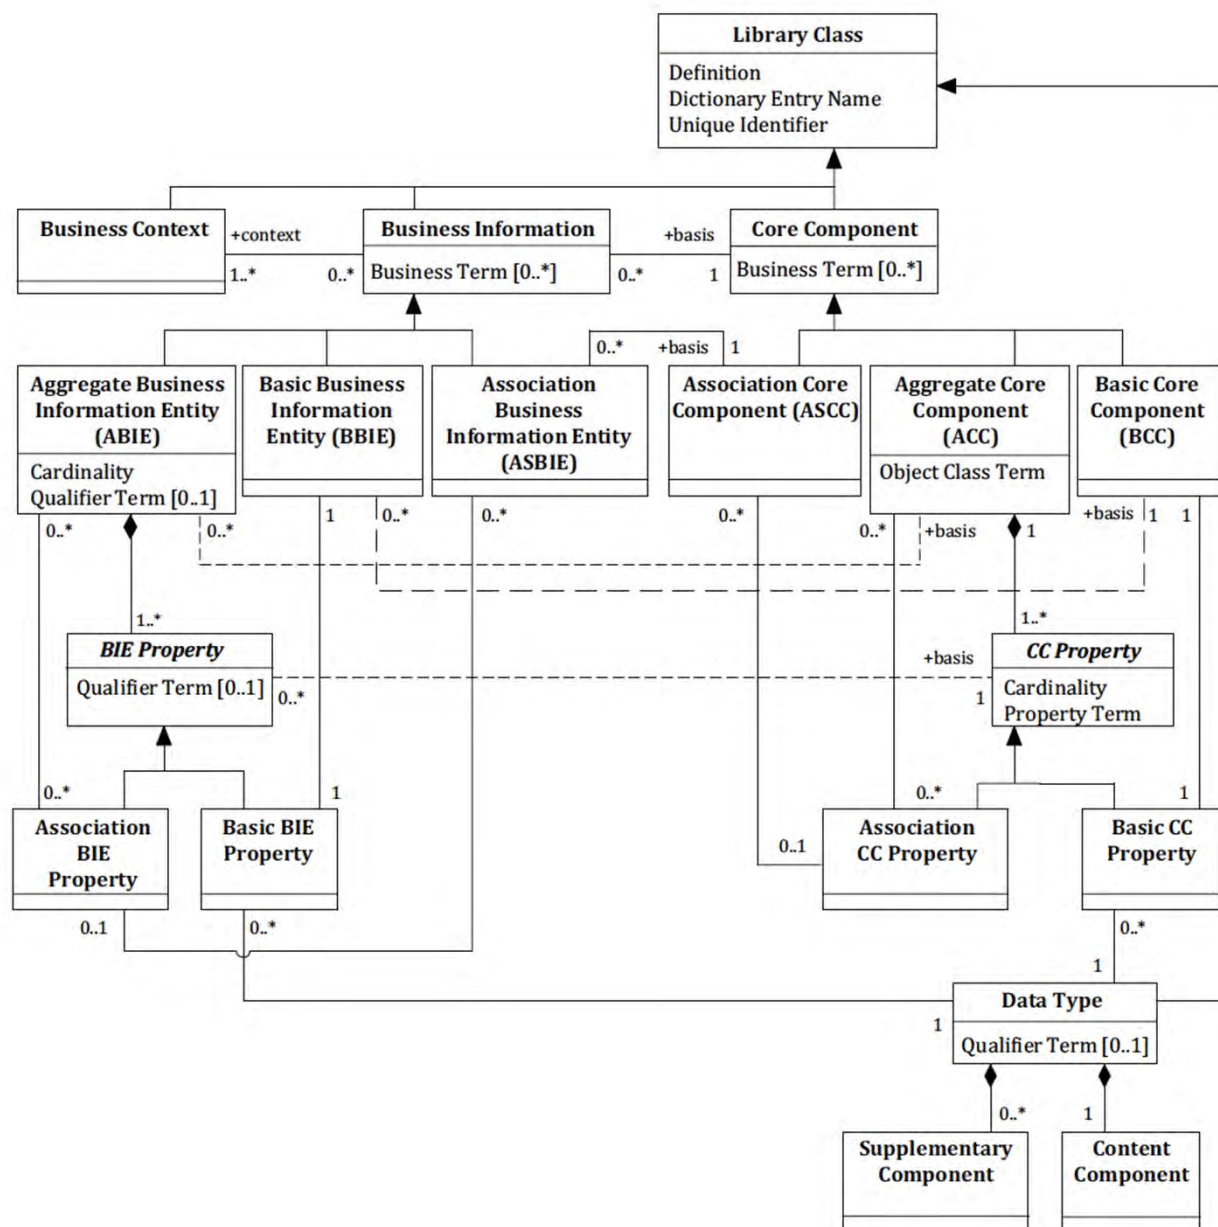 Library Class
Definition
Dictionary Entry Name
Unique Identifier
Business Context
+context
1..*
0..*
Business Information
Business Term [0..*]
+basis
0..*
1
Core Component
Business Term [0..*]
0..*
+basis
1
Aggregate Business
Information Entity
(ABIE)
Cardinality
Qualifier Term [0..1]
Basic Business
Information
Entity (BBIE)
Association
Business
Information Entity
(ASBIE)
Association Core
Component (ASCC)
Aggregate Core
Component
(ACC)
Object Class Term
Basic Core
Component
(BCC)
0..*
0..*
1
0..*
0..*
0..*
0..*
+basis
1
+basis
1
1
1..*
BIE Property
Qualifier Term [0..1]
0..*
+basis
1
1..*
CC Property
Cardinality
Property Term
0..*
1
0..*
1
Association
BIE
Property
Basic BIE
Property
0..1
Association
CC Property
Basic CC
Property
0..1
0..*
0..*
1
1
Data Type
Qualifier Term [0..1]
0..*
1
Supplementary
Component
Content
Component